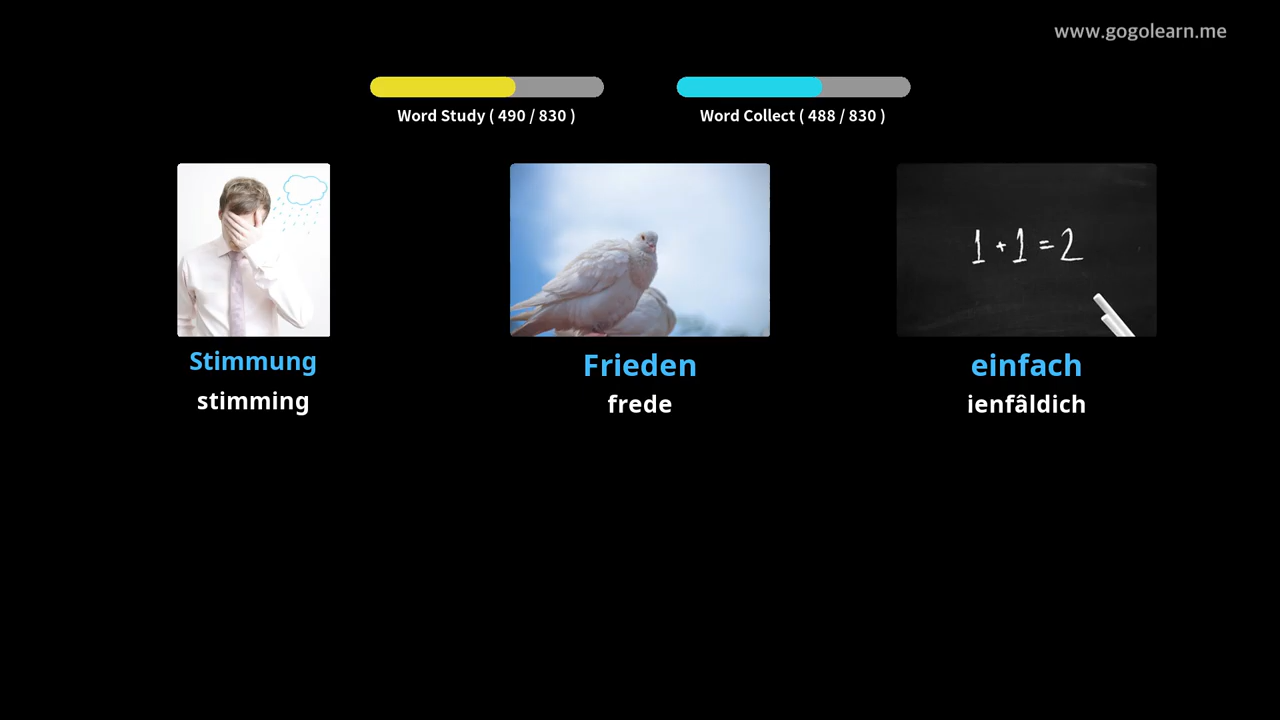 www.gogolearn.me
Word Study ( 490 / 830 )
Word Collect ( 488 / 830 )
1 + 1 = 2
Stimmung
stimming
Frieden
frede
einfach
ienfâldich